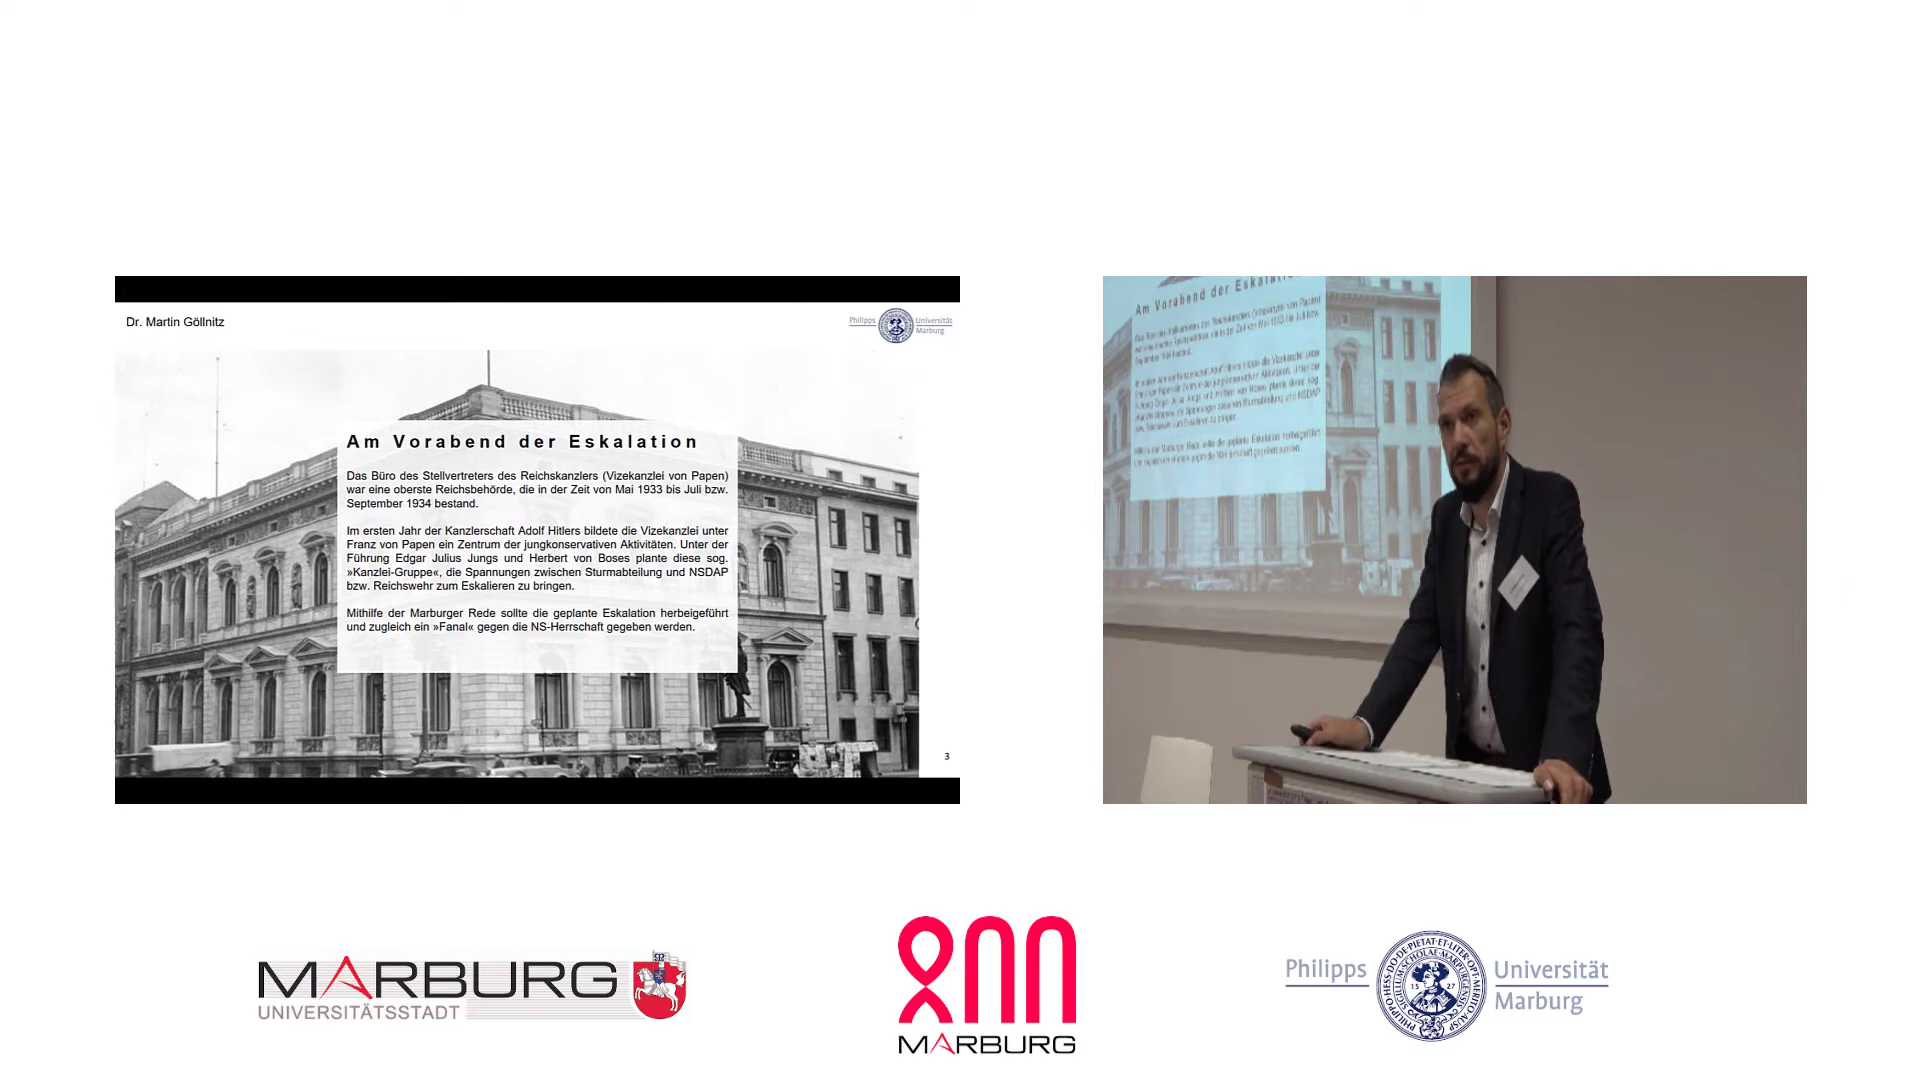 Dr. Martin Göllnitz
Philipps Universität
Marburg
Am Vorabend der Eskalation
Das Büro des Stellvertreters des Reichskanzlers (Vizekanzlei von Papen)
war eine oberste Reichsbehörde, die in der Zeit von Mai 1933 bis Juli bzw.
September 1934 bestand.
Im ersten Jahr der Kanzlerschaft Adolf Hitlers bildete die Vizekanzlei unter
Franz von Papen ein Zentrum der jungkonservativen Aktivitäten. Unter der
Führung Edgar Julius Jungs und Herbert von Boses plante diese sog.
»Kanzlei-Gruppe«, die Spannungen zwischen Sturmabteilung und NSDAP
bzw. Reichswehr zum Eskalieren zu bringen.
Mithilfe der Marburger Rede sollte die geplante Eskalation herbeigeführt
und zugleich ein »Fanal« gegen die NS-Herrschaft gegeben werden.
3
Am Vorabend der Eskalation
MARBURG
UNIVERSITÄTSSTADT
MARBURG
Philipps Universität
Marburg
15 27